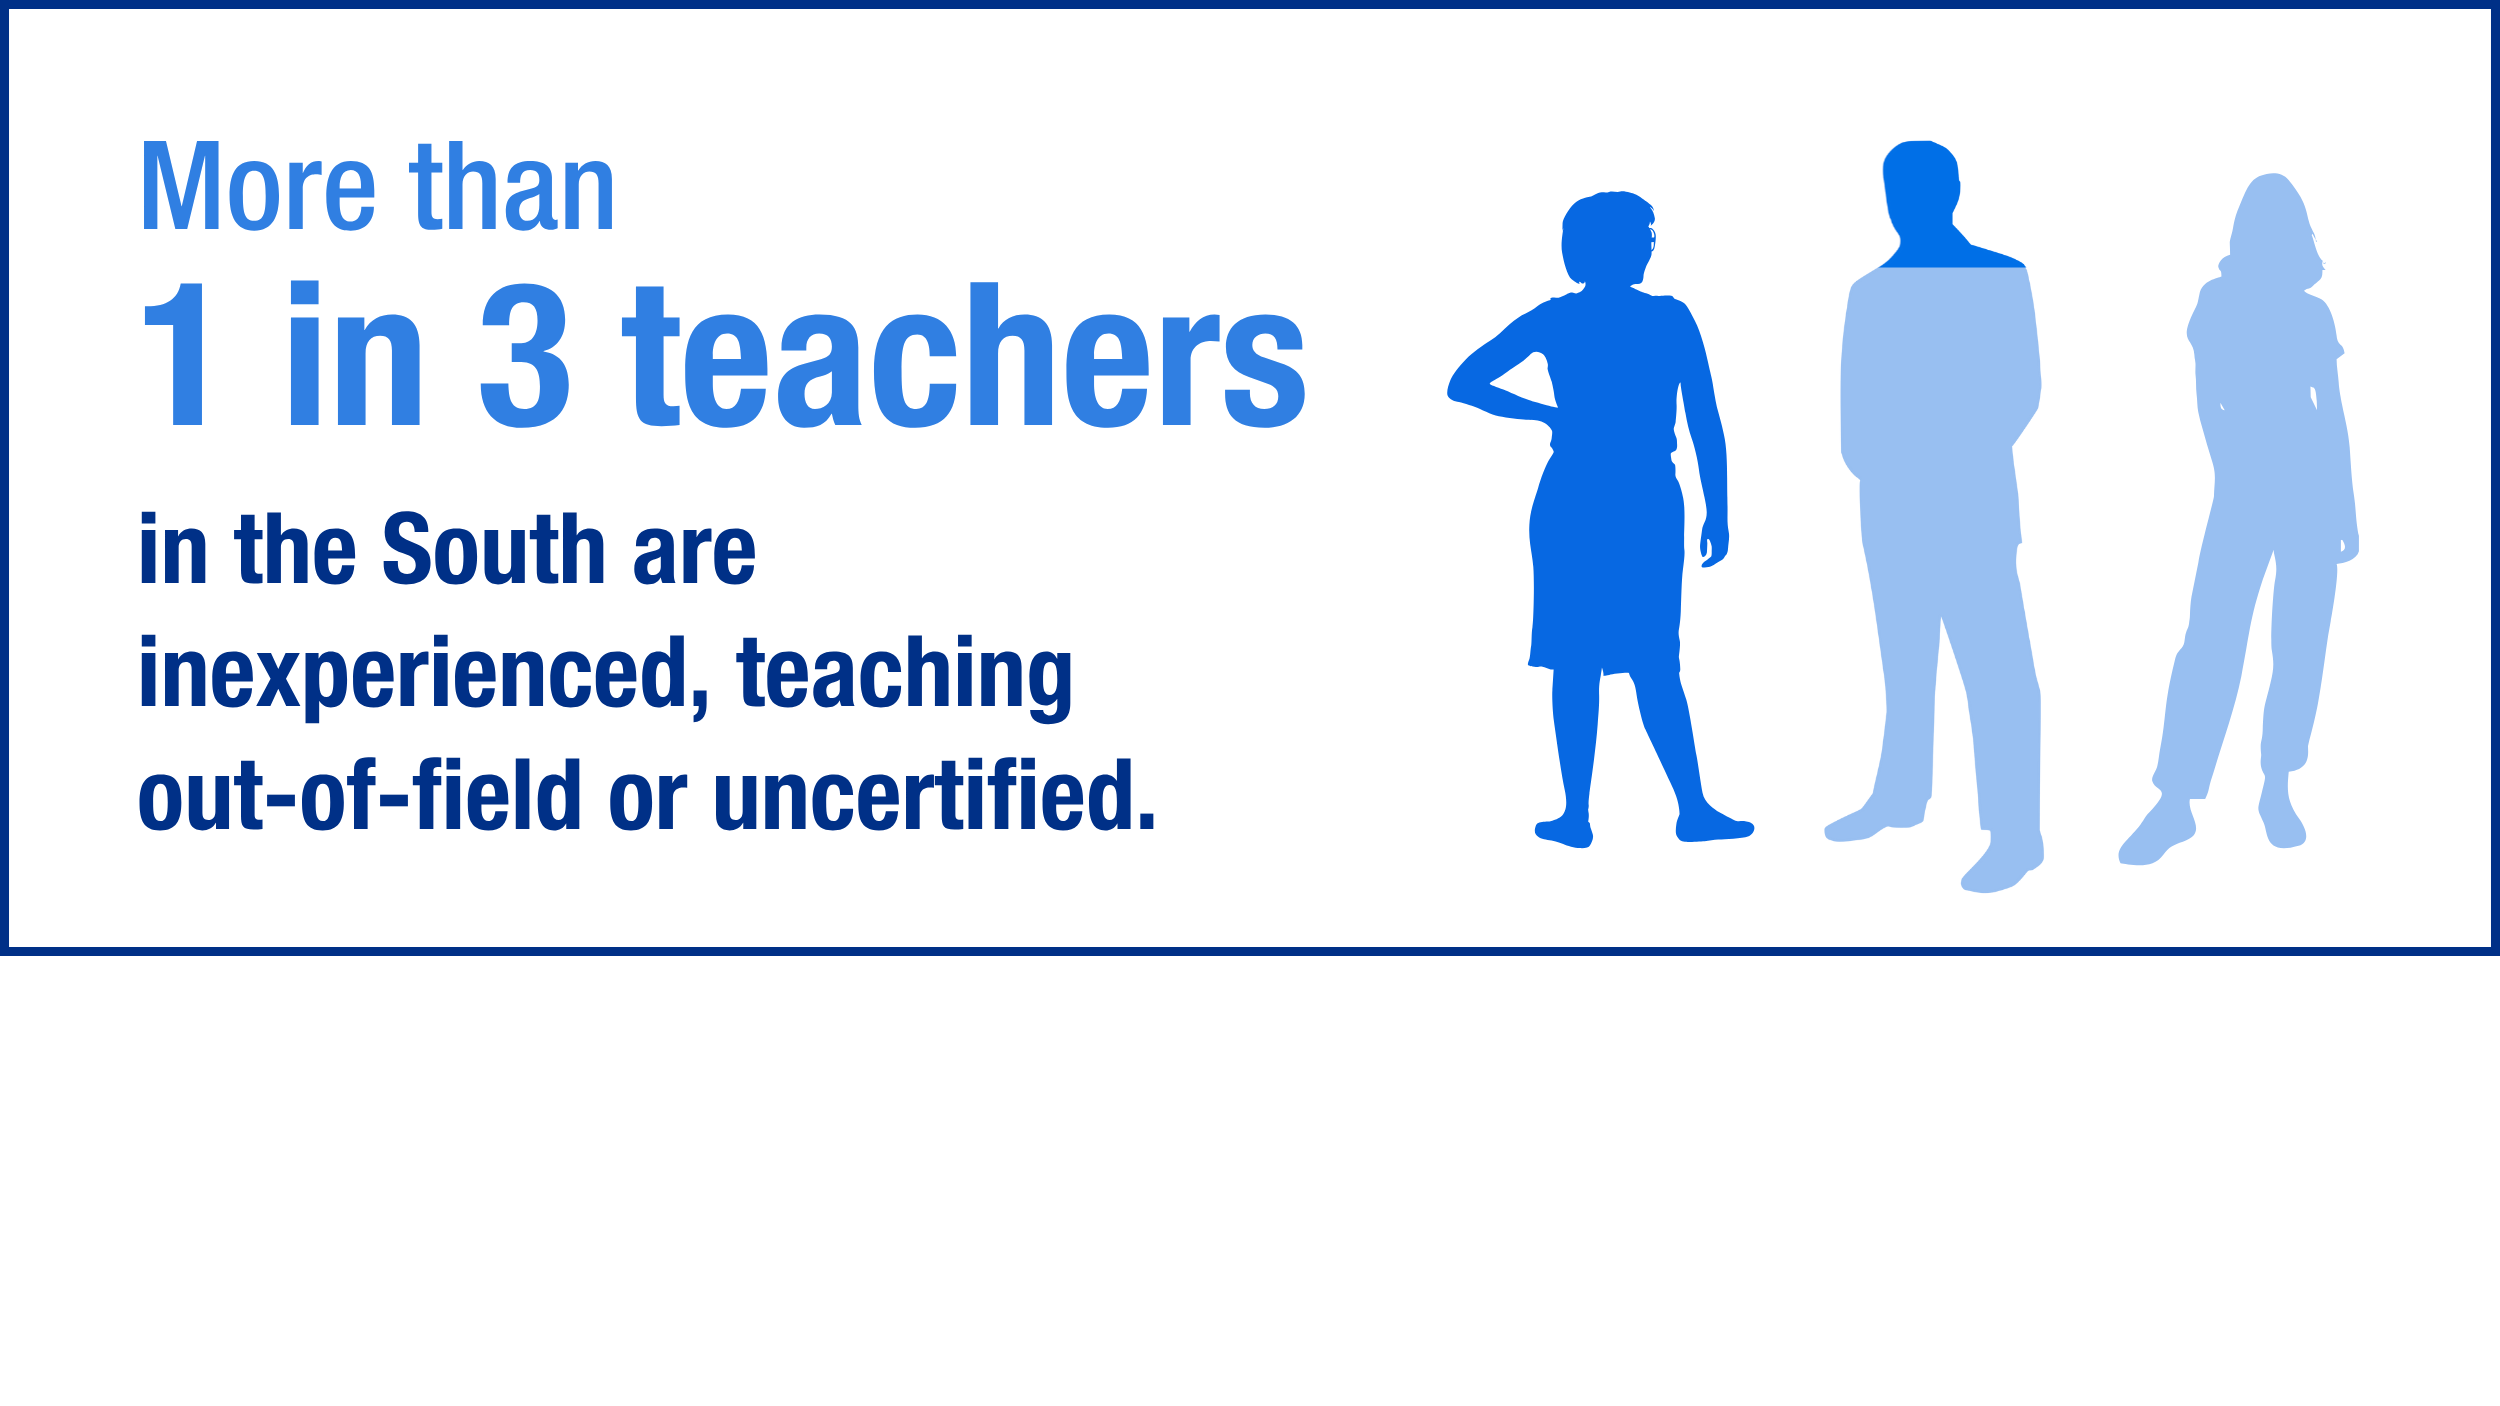 More than
1 in 3 teachers
in the South are
inexperienced, teaching
out-of-field or uncertified.